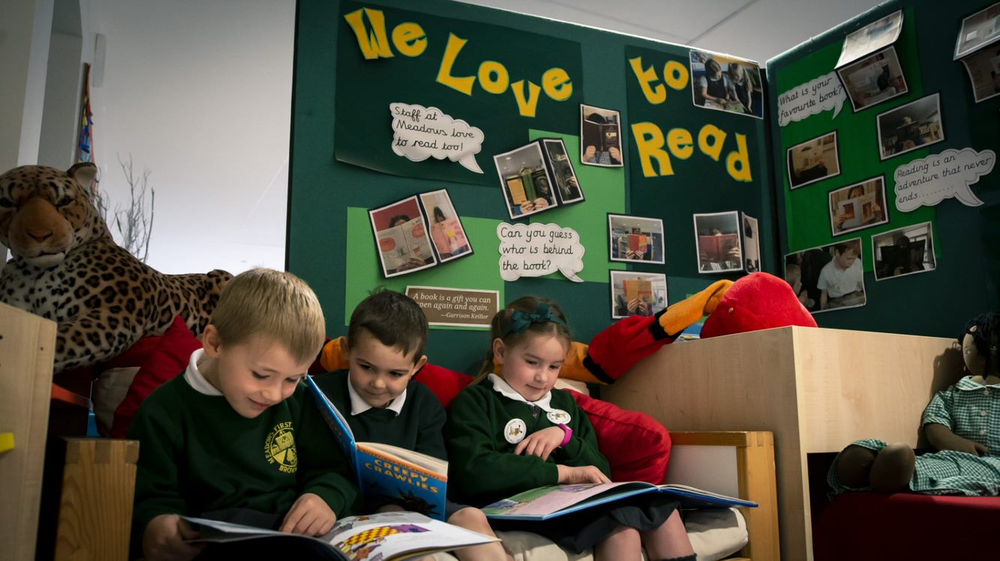 We Love to
Read
Staff at
Meadows love
to read too!
What is your
favourite book?
Reading is an
adventure that never
ends..........
Can you guess
who is behind
the book?
A book is a gift you can
open again and again.
—Garrison Keillor
MEADOWS FIRST
CREEPY
CRAWLIES